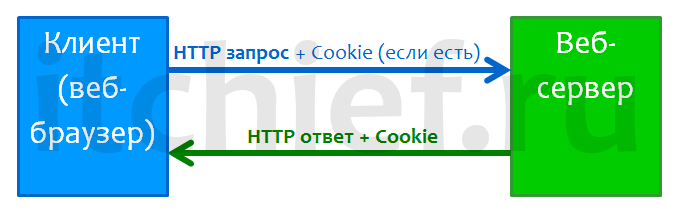 Клиент
(веб-
браузер)
HTTP запрос + Cookie (если есть)
HTTP ответ + Cookie
Веб-
сервер
itchief.ru